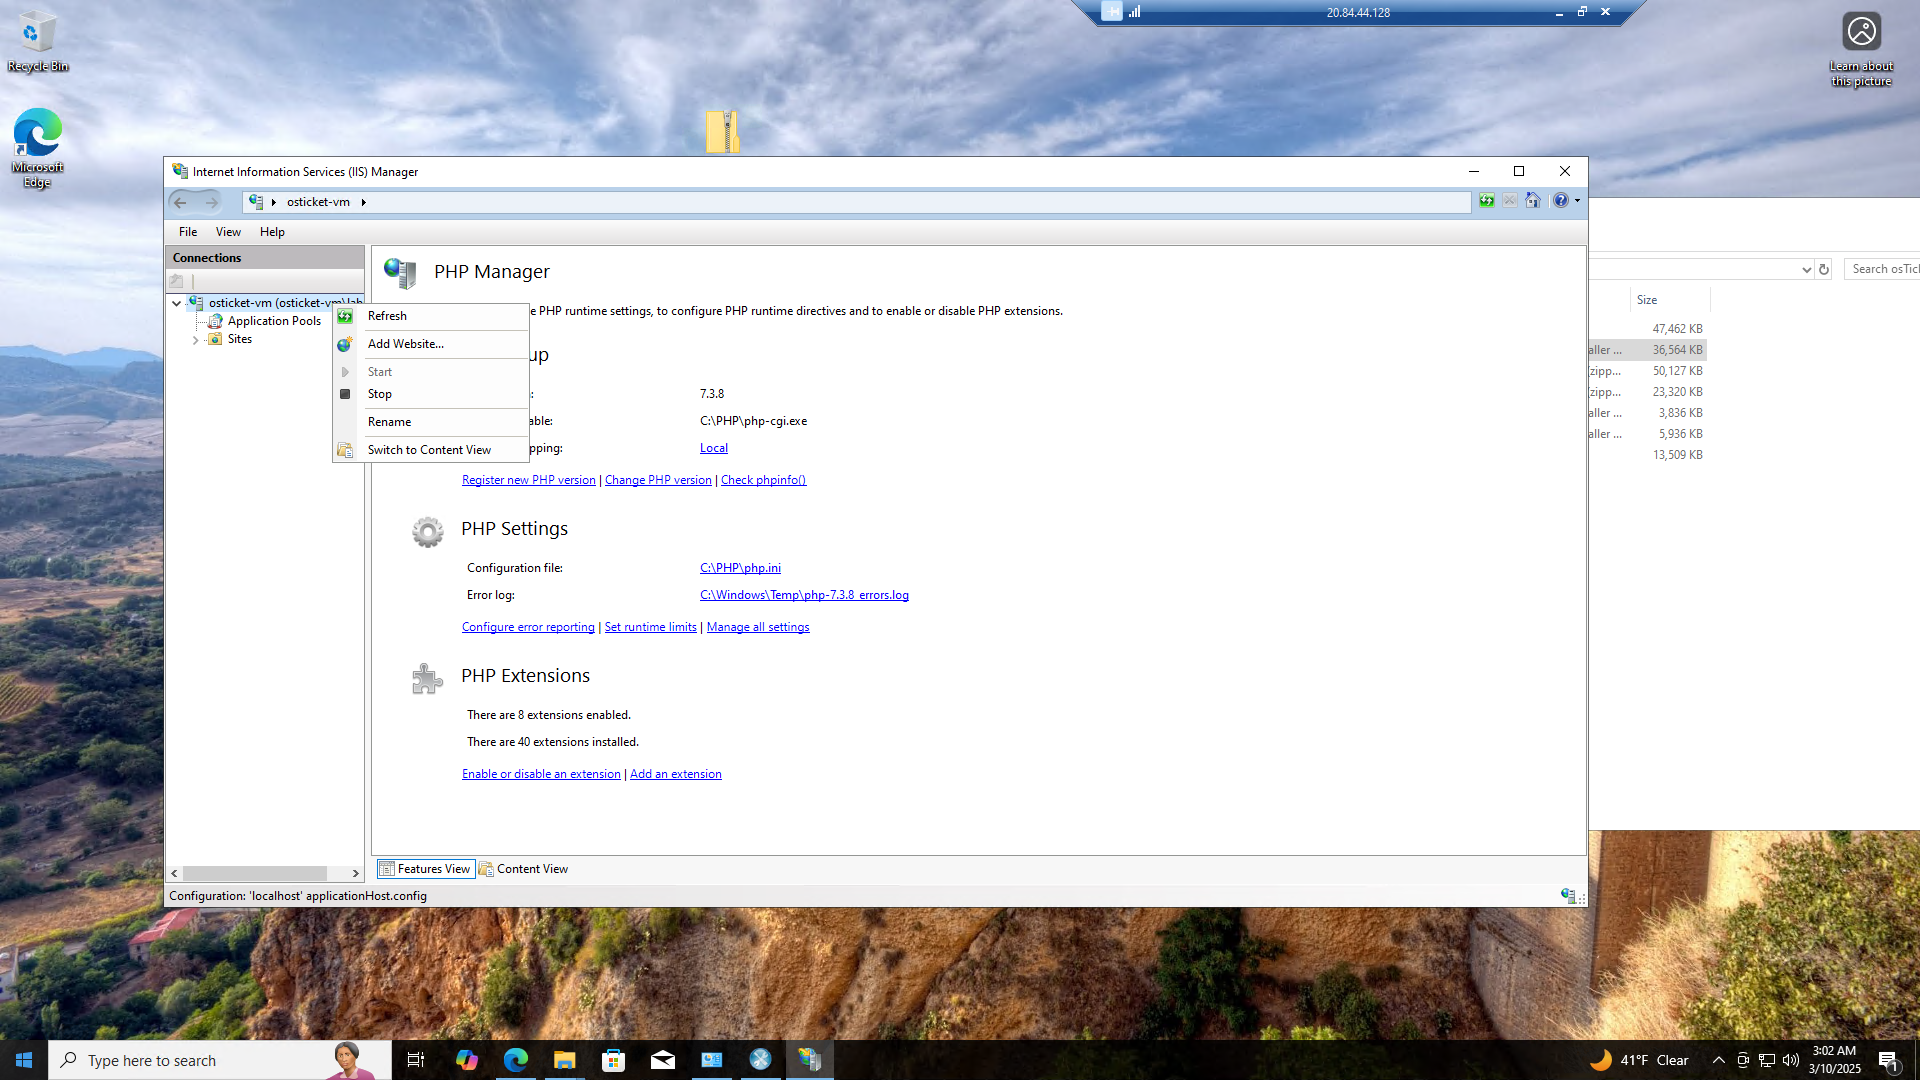 20.84.44.128
Recycle Bin
Microsoft
Edge
Learn about
this picture
Internet Information Services (IIS) Manager
osticket-vm
File View Help
Connections
osticket-vm (osticket-vm\lab
Application Pools
Sites
Refresh
Add Website...
Start
Stop
Rename
Switch to Content View
PHP Manager
PHP runtime settings, to configure PHP runtime directives and to enable or disable PHP extensions.
7.3.8
C:\PHP\php-cgi.exe
Local
Register new PHP version | Change PHP version | Check phpinfo()
PHP Settings
Configuration file: C:\PHP\php.ini
Error log: C:\Windows\Temp\php-7.3.8_errors.log
Configure error reporting | Set runtime limits | Manage all settings
PHP Extensions
There are 8 extensions enabled.
There are 40 extensions installed.
Enable or disable an extension | Add an extension
Features View Content View
Configuration: 'localhost' applicationHost.config
Search osTick
Size
47,462 KB
aller ... 36,564 KB
(zipp... 50,127 KB
(zipp... 23,320 KB
aller ... 3,836 KB
aller ... 5,936 KB
13,509 KB
Type here to search
41°F Clear
3:02 AM
3/10/2025
1